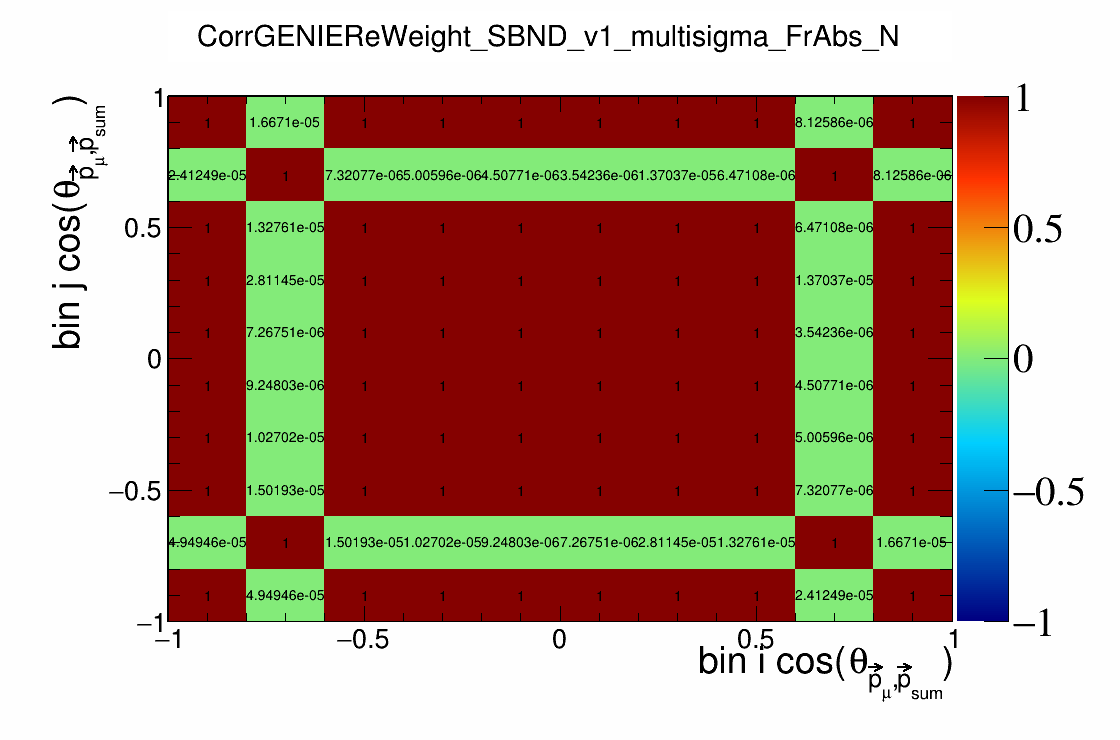 CorrGENIEReWeight_SBND_v1_multisigma_FrAbs_N
bin j cos(θ p⃗μ,p⃗sum)
1 1.6671e-05 1 1 1 1 1 1 8.12586e-06 1
2.41249e-05 1 7.32077e-06 5.00596e-06 4.50771e-06 3.54236e-06 1.37037e-05 6.47108e-06 1 8.12586e-06
1 1.32761e-05 1 1 1 1 1 1 6.47108e-06 1
1 2.81145e-05 1 1 1 1 1 1 1.37037e-05 1
1 7.26751e-06 1 1 1 1 1 1 3.54236e-06 1
1 9.24803e-06 1 1 1 1 1 1 4.50771e-06 1
1 1.02702e-05 1 1 1 1 1 1 5.00596e-06 1
1 1.50193e-05 1 1 1 1 1 1 7.32077e-06 1
4.94946e-05 1 1.50193e-05 1.02702e-05 9.24803e-06 7.26751e-06 2.81145e-05 1.32761e-05 1 1.6671e-05
1 4.94946e-05 1 1 1 1 1 1 2.41249e-05 1
1
0.5
0
−0.5
−1
−1 −0.5 0 0.5 1
bin i cos(θ p⃗μ,p⃗sum)
1
0.5
0
−0.5
−1